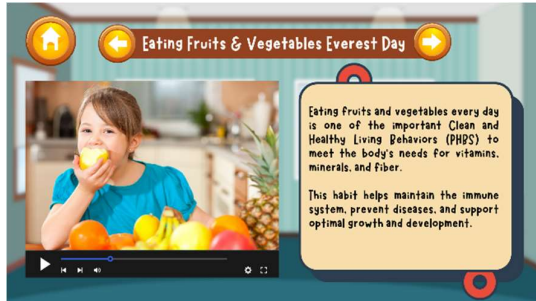 Eating Fruits & Vegetables Everest Day
Eating fruits and vegetables every day
is one of the important Clean and
Healthy Living Behaviors (PHBS) to
meet the body's needs for vitamins,
minerals, and fiber.
This habit helps maintain the immune
system, prevent diseases, and support
optimal growth and development.